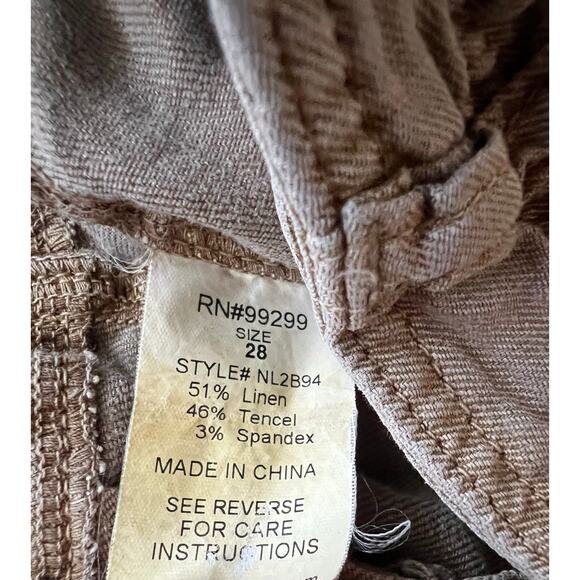 RN#99299
SIZE
28
STYLE# NL2B94
51% Linen
46% Tencel
3% Spandex
MADE IN CHINA
SEE REVERSE
FOR CARE
INSTRUCTIONS